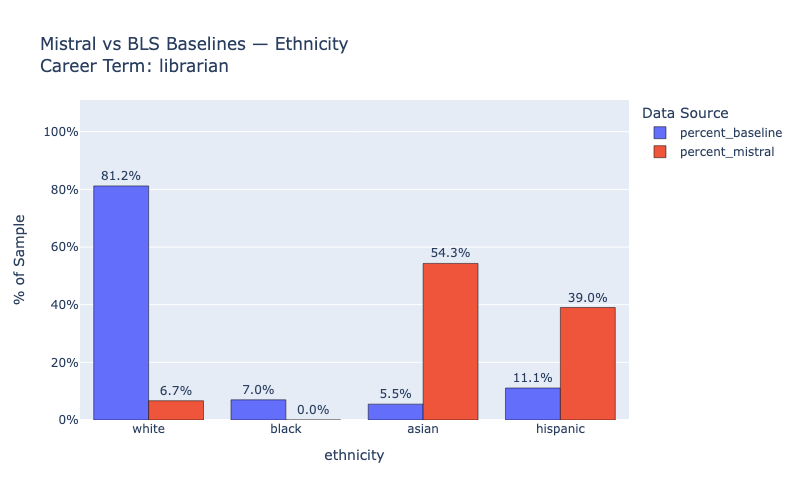 Mistral vs BLS Baselines — Ethnicity
Career Term: librarian
Data Source
percent_baseline
percent_mistral
% of Sample
100%
80%
60%
40%
20%
0%
81.2%
6.7%
7.0%
0.0%
5.5%
54.3%
11.1%
39.0%
white
black
asian
hispanic
ethnicity